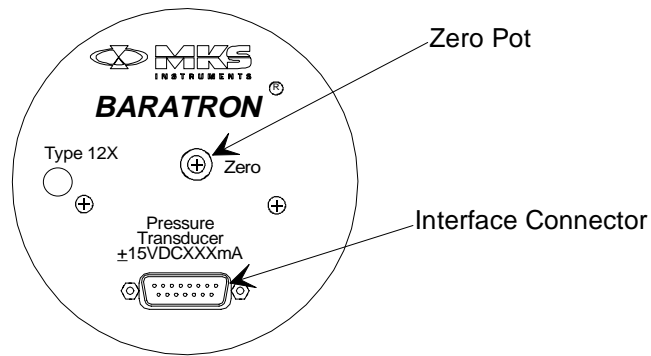 MKS
INSTRUMENTS
BARATRON ®
Type 12X
Zero
Pressure
Transducer
±15VDCXXXmA
Zero Pot
Interface Connector